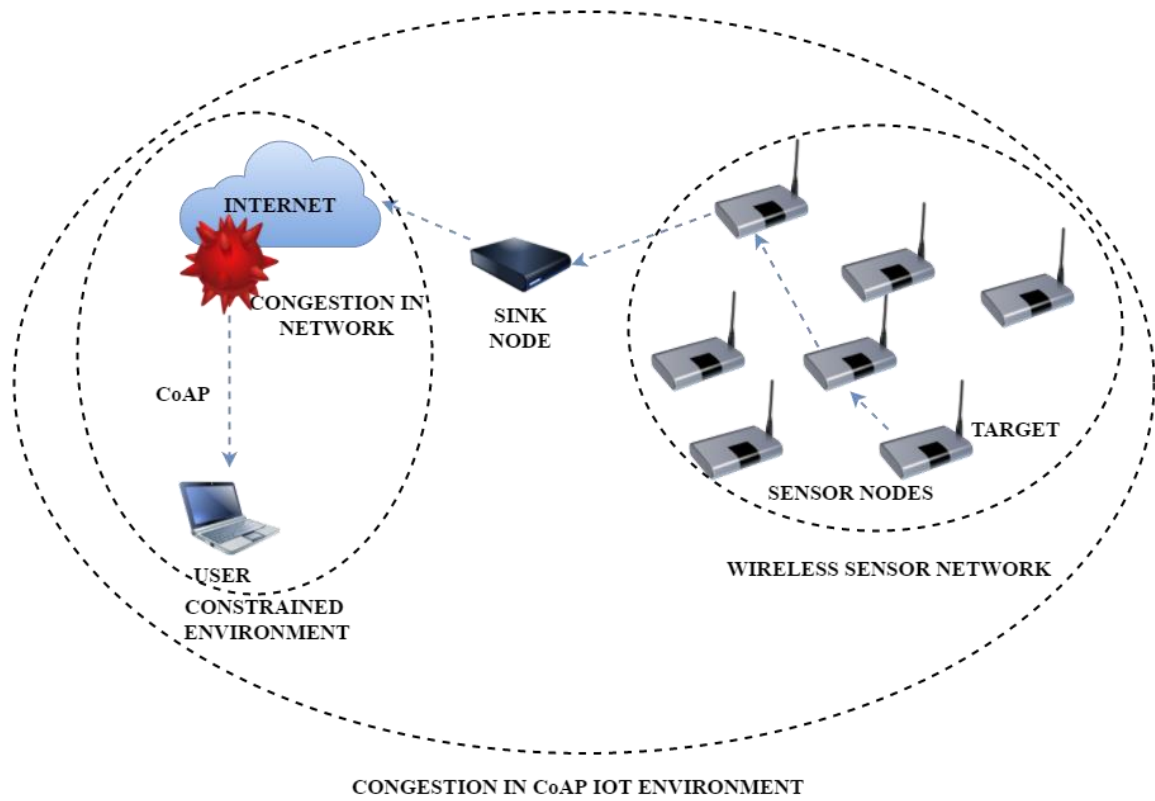 INTERNET
CONGESTION IN
NETWORK
SINK
NODE
CoAP
TARGET
SENSOR NODES
USER
CONSTRAINED
ENVIRONMENT
WIRELESS SENSOR NETWORK
CONGESTION IN CoAP IOT ENVIRONMENT